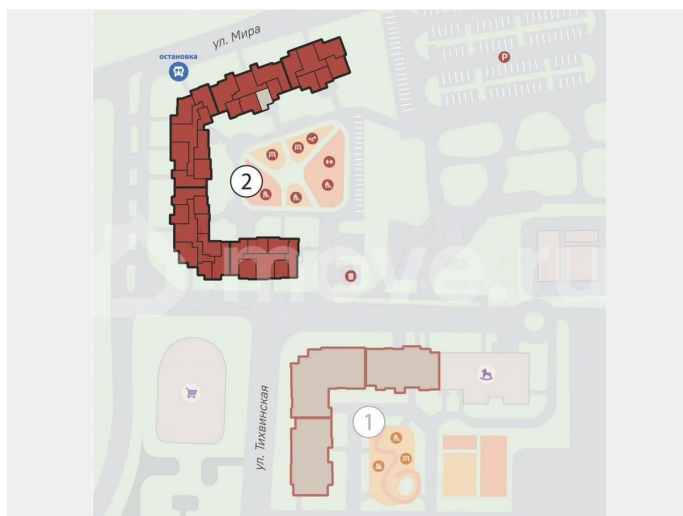 ул. Мира
остановка
P
2
move.ru
ул. Тихвинская
1